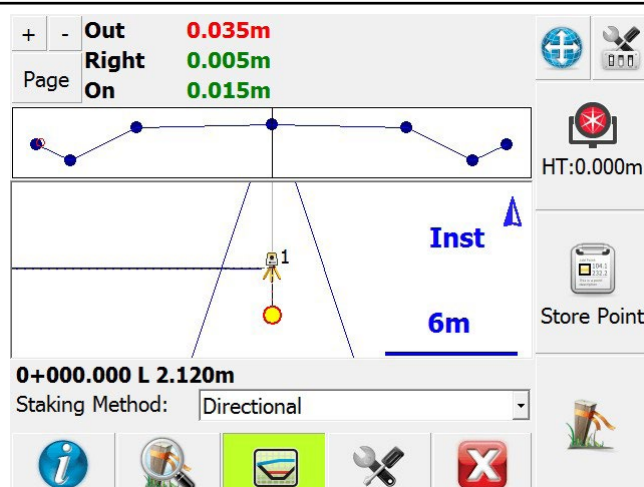 + - Out 0.035m
Right 0.005m
Page
On 0.015m
HT:0.000m
1
Inst
6m
Store Point
0+000.000 L 2.120m
Staking Method: Directional